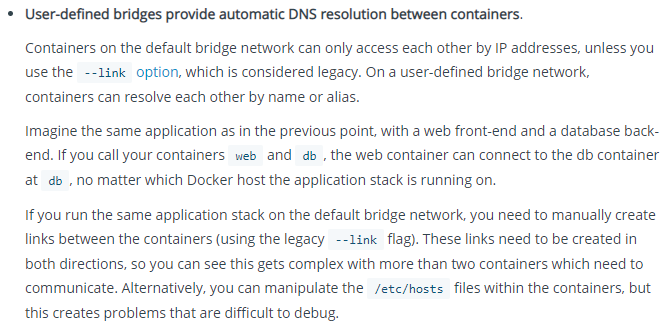 • User-defined bridges provide automatic DNS resolution between containers.
Containers on the default bridge network can only access each other by IP addresses, unless you
use the --link option, which is considered legacy. On a user-defined bridge network,
containers can resolve each other by name or alias.
Imagine the same application as in the previous point, with a web front-end and a database back-
end. If you call your containers web and db , the web container can connect to the db container
at db , no matter which Docker host the application stack is running on.
If you run the same application stack on the default bridge network, you need to manually create
links between the containers (using the legacy --link flag). These links need to be created in
both directions, so you can see this gets complex with more than two containers which need to
communicate. Alternatively, you can manipulate the /etc/hosts files within the containers, but
this creates problems that are difficult to debug.